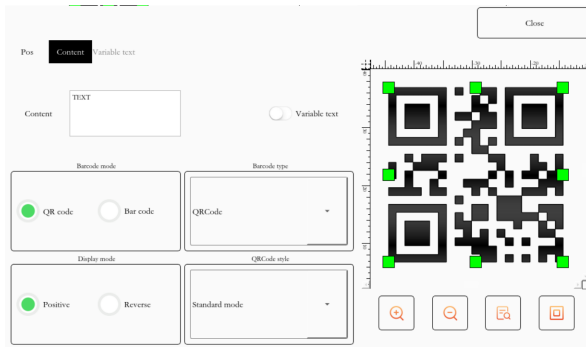 Close
Pos
Content
Variable text
Content
TEXT
Variable text
Barcode mode
Barcode type
QR code
Bar code
QRCode
Display mode
QRCode style
Positive
Reverse
Standard mode